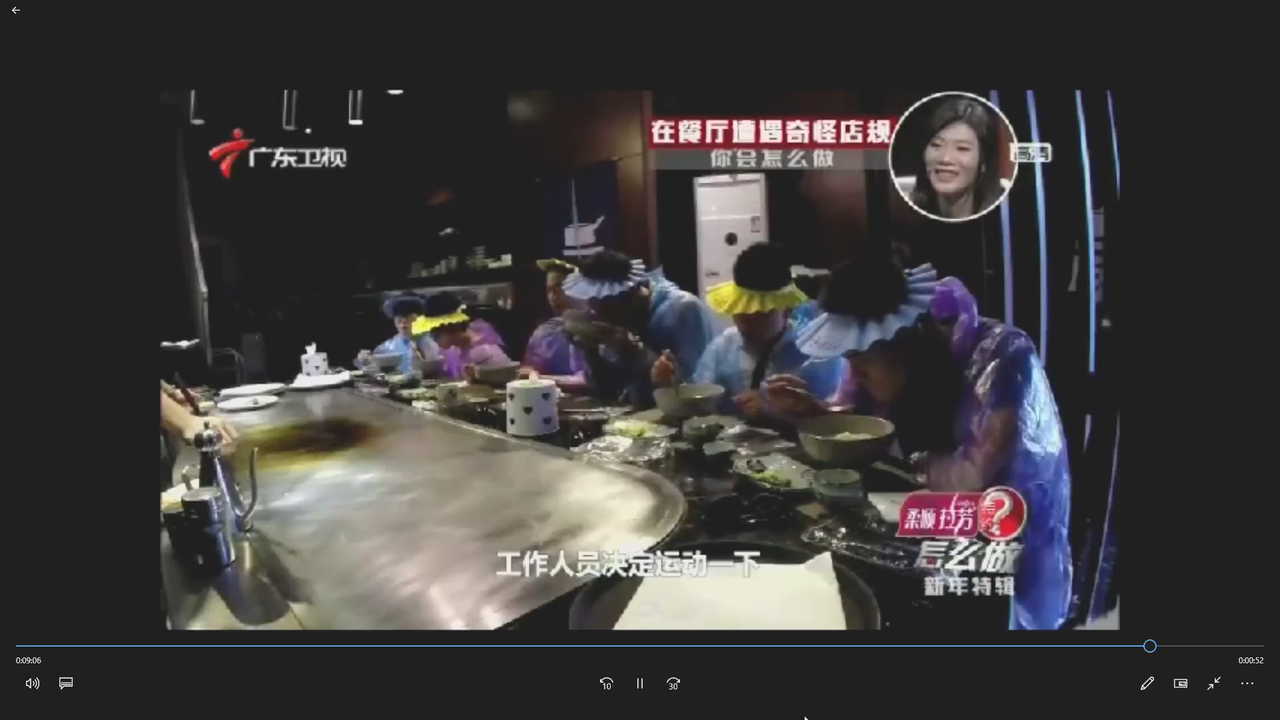 广东卫视
在餐厅遭遇奇怪店规
你会怎么做
工作人员决定运动一下
柔顺拉芳
?
怎么做
新年特辑
0:09:06
0:00:52
10
30